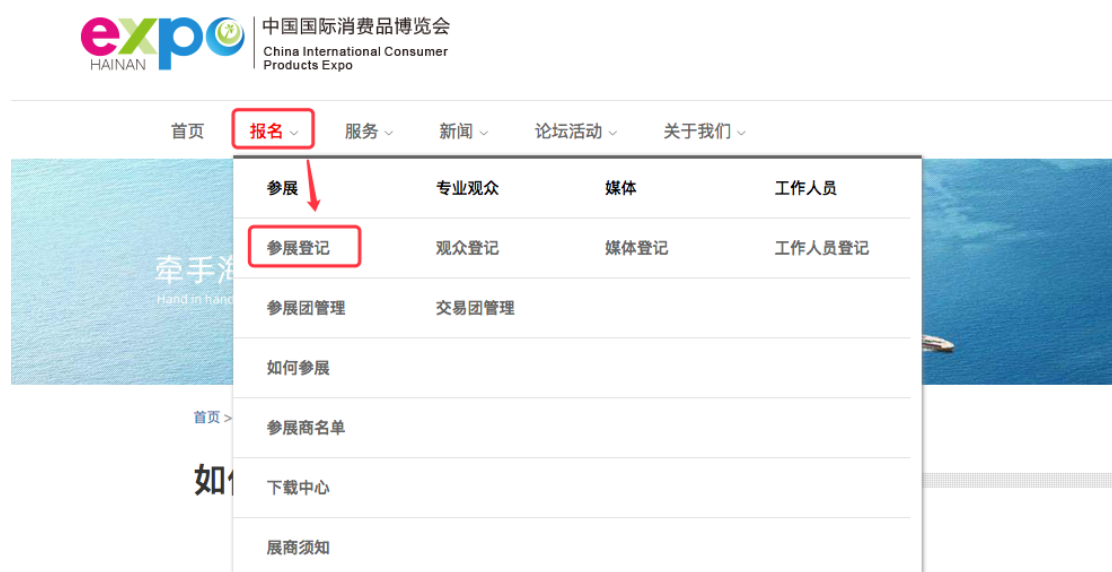 expo
HAINAN
中国国际消费品博览会
China International Consumer
Products Expo
首页 报名 服务 新闻 论坛活动 关于我们
参展 专业观众 媒体 工作人员
参展登记 观众登记 媒体登记 工作人员登记
牵手海
Hand in hand
参展团管理 交易团管理
如何参展
首页 >
参展商名单
如
下载中心
展商须知